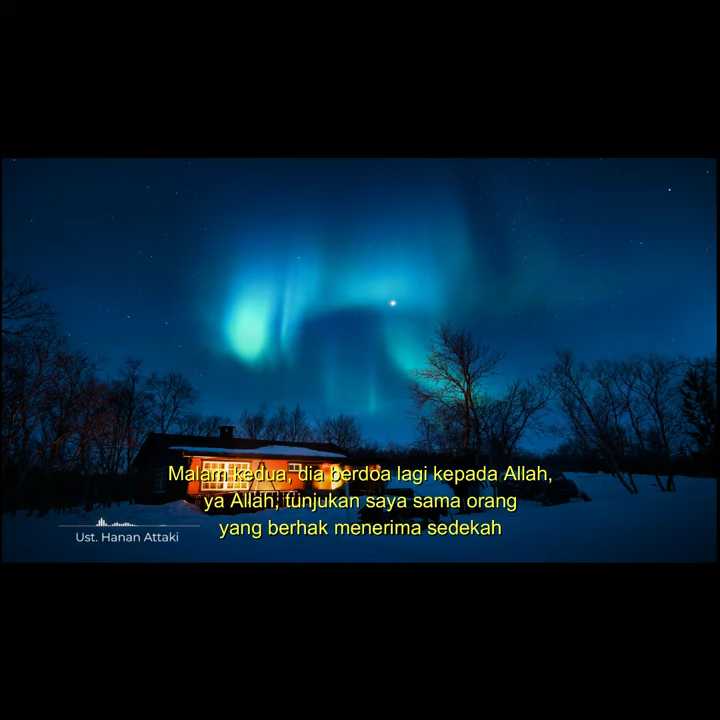 Malam kedua, dia berdoa lagi kepada Allah,
ya Allah, tunjukan saya sama orang
yang berhak menerima sedekah
Ust. Hanan Attaki